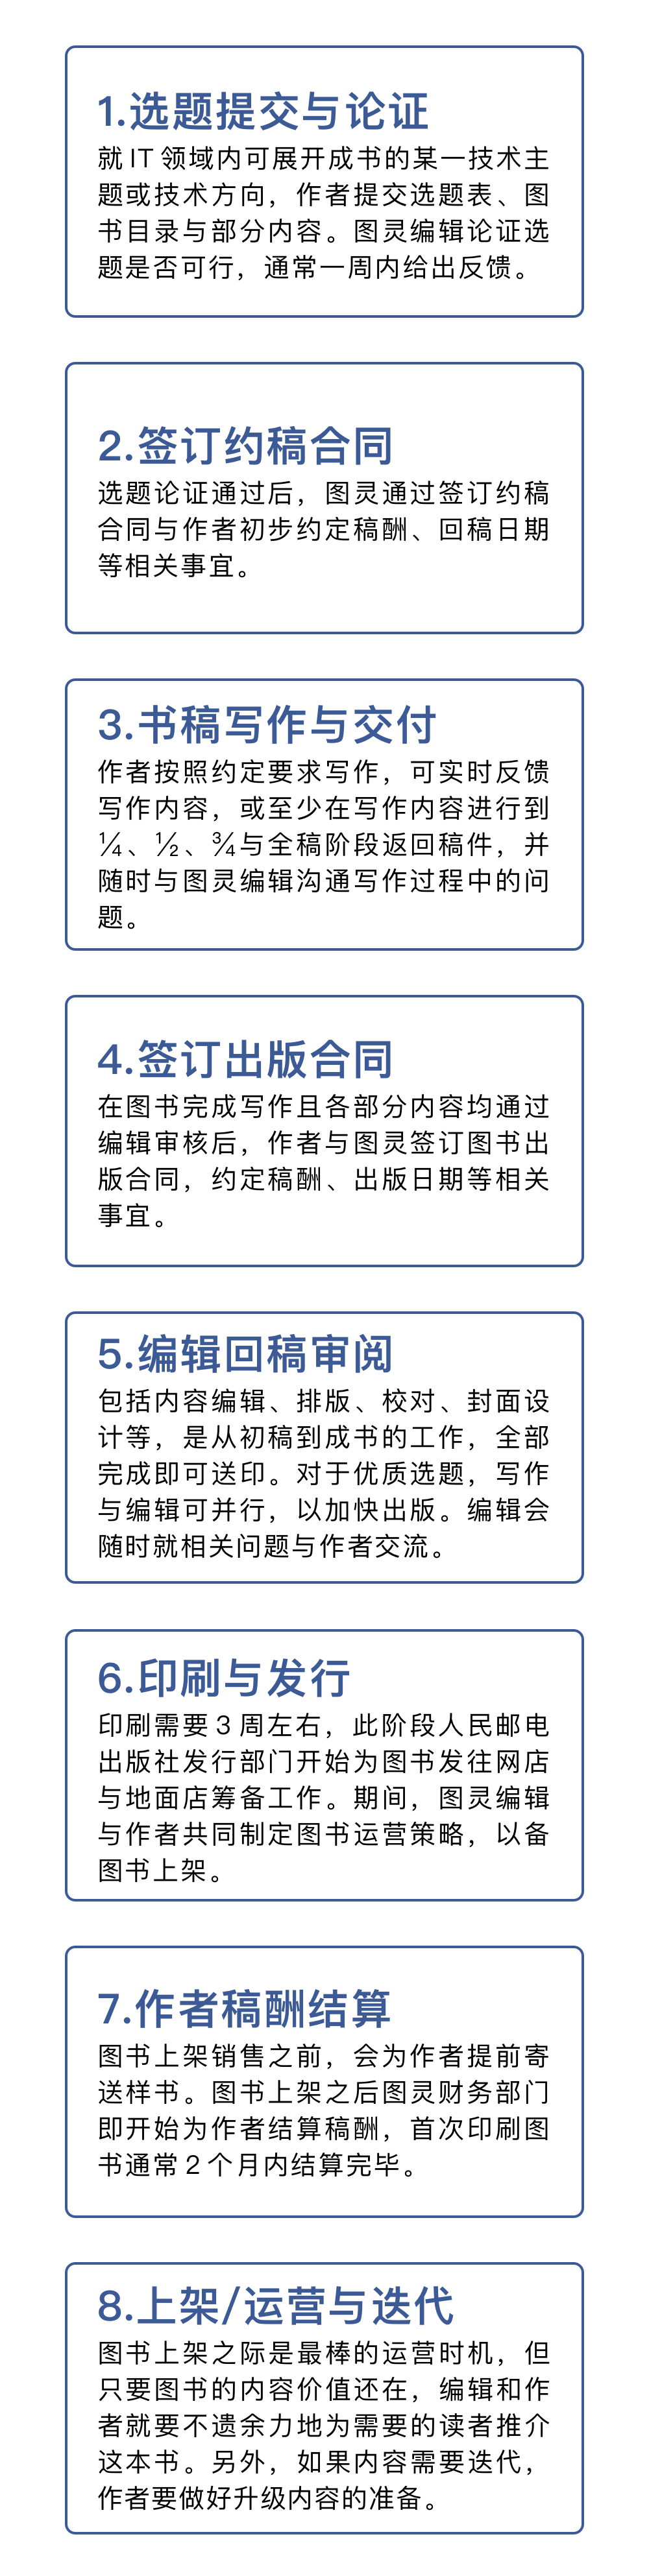 1.选题提交与论证
就 IT 领域内可展开成书的某一技术主
题或技术方向，作者提交选题表、图
书目录与部分内容。图灵编辑论证选
题是否可行，通常一周内给出反馈。
2.签订约稿合同
选题论证通过后，图灵通过签订约稿
合同与作者初步约定稿酬、回稿日期
等相关事宜。
3.书稿写作与交付
作者按照约定要求写作，可实时反馈
写作内容，或至少在写作内容进行到
¼、½、¾与全稿阶段返回稿件，并
随时与图灵编辑沟通写作过程中的问
题。
4.签订出版合同
在图书完成写作且各部分内容均通过
编辑审核后，作者与图灵签订图书出
版合同，约定稿酬、出版日期等相关
事宜。
5.编辑回稿审阅
包括内容编辑、排版、校对、封面设
计等，是从初稿到成书的工作，全部
完成即可送印。对于优质选题，写作
与编辑可并行，以加快出版。编辑会
随时就相关问题与作者交流。
6.印刷与发行
印刷需要 3 周左右，此阶段人民邮电
出版社发行部门开始为图书发往网店
与地面店筹备工作。期间，图灵编辑
与作者共同制定图书运营策略，以备
图书上架。
7.作者稿酬结算
图书上架销售之前，会为作者提前寄
送样书。图书上架之后图灵财务部门
即开始为作者结算稿酬，首次印刷图
书通常 2 个月内结算完毕。
8.上架/运营与迭代
图书上架之际是最棒的运营时机，但
只要图书的内容价值还在，编辑和作
者就要不遗余力地为需要的读者推介
这本书。另外，如果内容需要迭代，
作者要做好升级内容的准备。